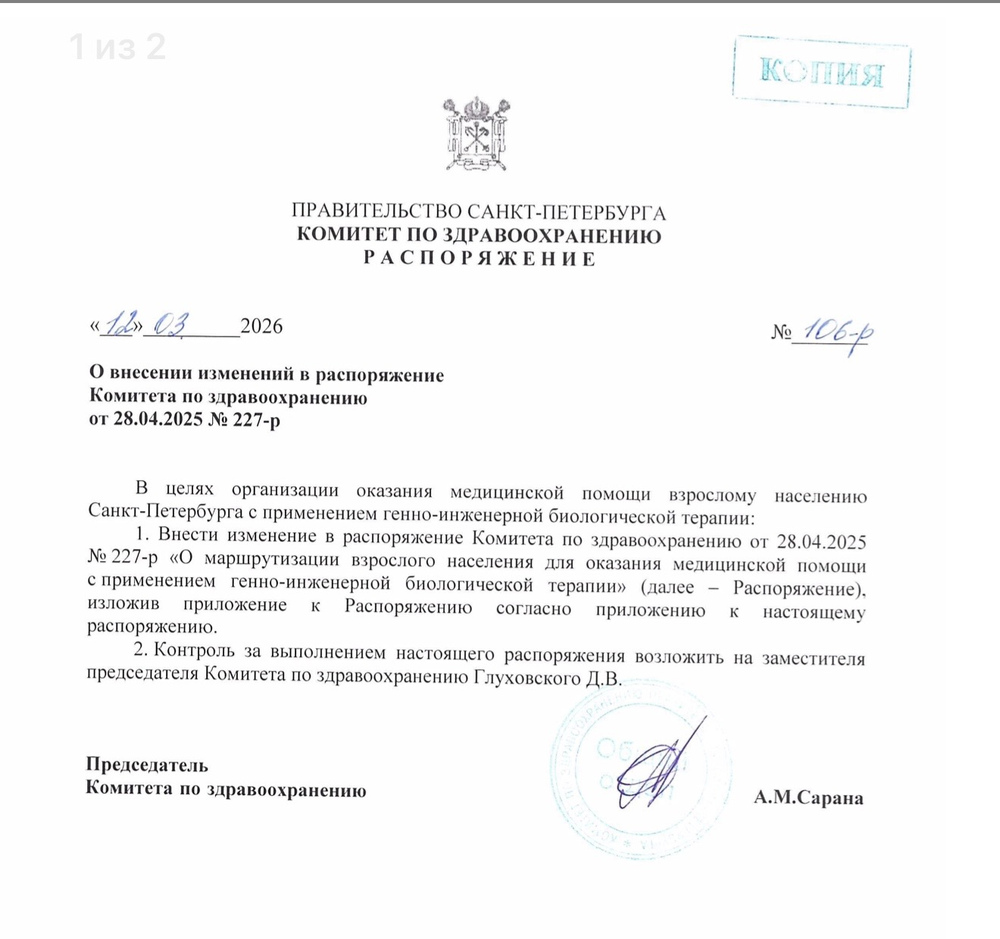 1 из 2
КОПИЯ
ПРАВИТЕЛЬСТВО САНКТ-ПЕТЕРБУРГА
КОМИТЕТ ПО ЗДРАВООХРАНЕНИЮ
РАСПОРЯЖЕНИЕ
«12» 03 2026
№ 106-р
О внесении изменений в распоряжение
Комитета по здравоохранению
от 28.04.2025 № 227-р
В целях организации оказания медицинской помощи взрослому населению
Санкт-Петербурга с применением генно-инженерной биологической терапии:
1. Внести изменение в распоряжение Комитета по здравоохранению от 28.04.2025
№ 227-р «О маршрутизации взрослого населения для оказания медицинской помощи
с применением генно-инженерной биологической терапии» (далее – Распоряжение),
изложив приложение к Распоряжению согласно приложению к настоящему
распоряжению.
2. Контроль за выполнением настоящего распоряжения возложить на заместителя
председателя Комитета по здравоохранению Глуховского Д.В.
Председатель
Комитета по здравоохранению
А.М.Сарана